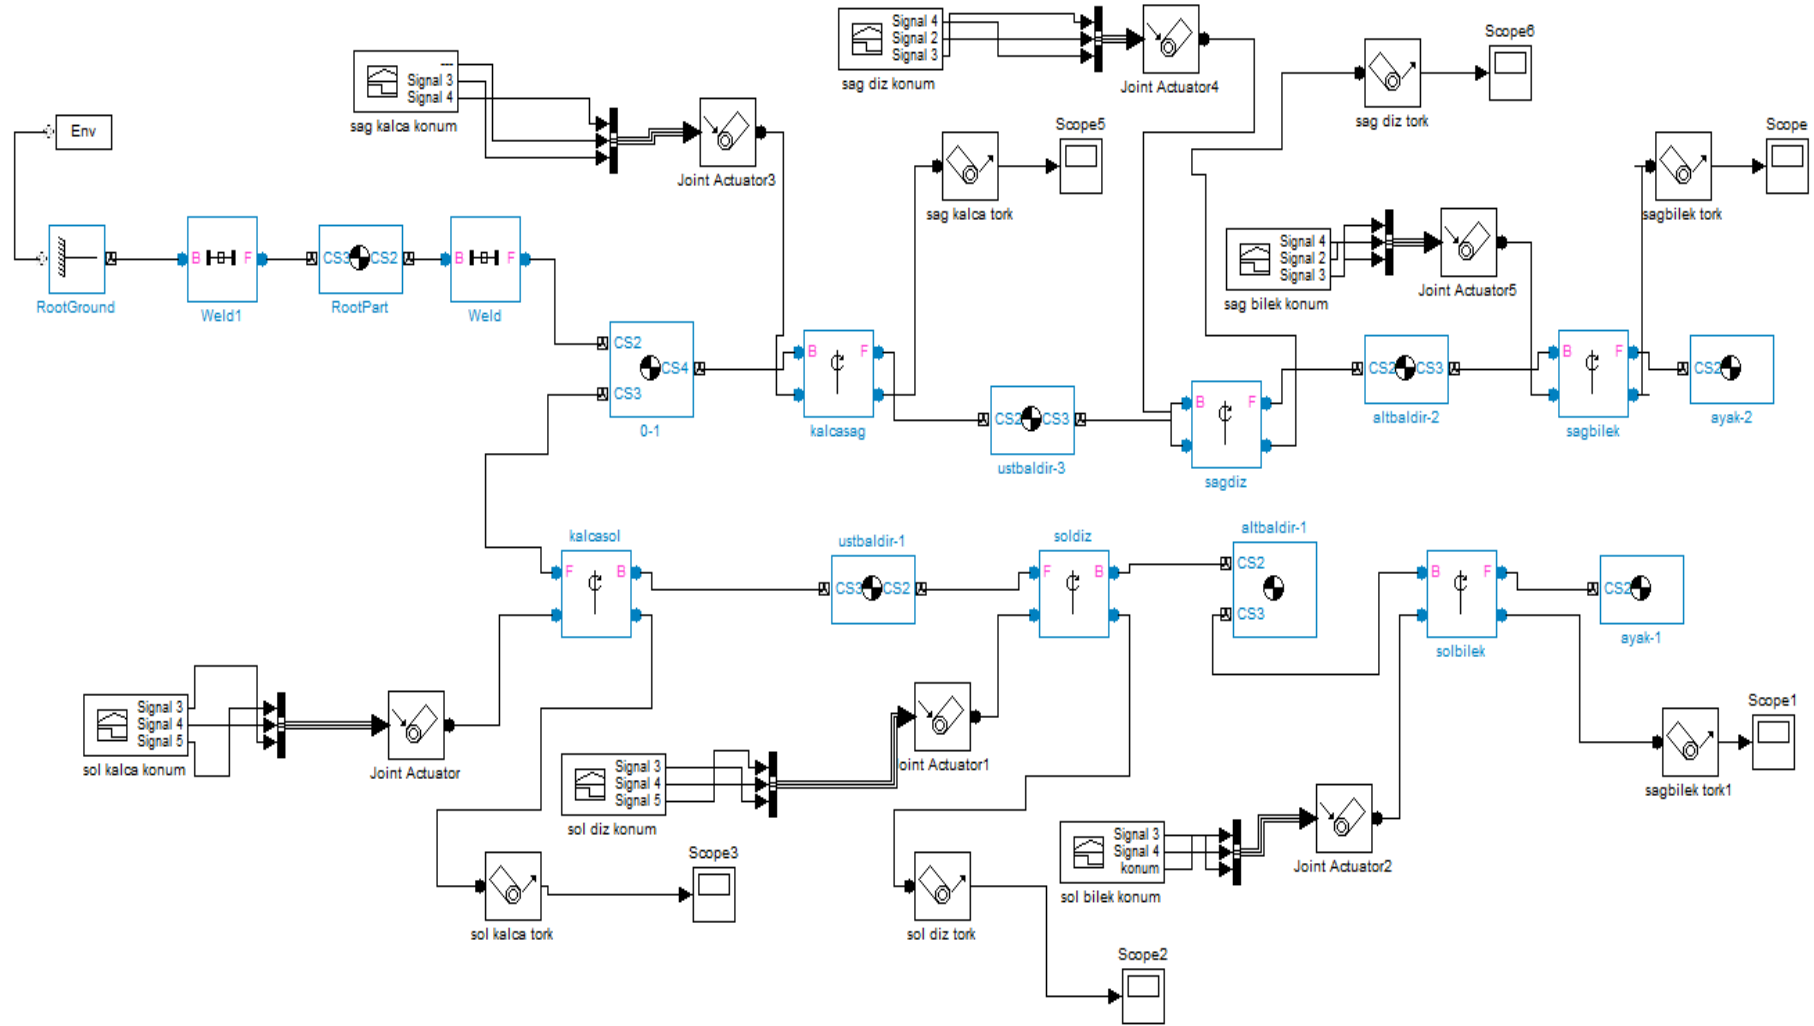 Signal 4
Signal 2
Signal 3
sag diz konum
Joint Actuator4
Scope6
sag diz tork
---
Signal 3
Signal 4
sag kalca konum
Joint Actuator3
Scope5
sag kalca tork
Scope
sagbilek tork
Env
RootGround
B F
Weld1
CS3 CS2
RootPart
B F
Weld
Signal 4
Signal 2
Signal 3
sag bilek konum
Joint Actuator5
CS2
CS4
CS3
0-1
B F
kalcasag
CS2 CS3
ustbaldir-3
B F
sagdiz
CS2 CS3
altbaldir-2
B F
sagbilek
CS2
ayak-2
kalcasol
F B
ustbaldir-1
CS3 CS2
soldiz
F B
altbaldir-1
CS2
CS3
B F
solbilek
CS2
ayak-1
Signal 3
Signal 4
Signal 5
sol kalca konum
Joint Actuator
Signal 3
Signal 4
Signal 5
sol diz konum
Joint Actuator1
Scope1
sagbilek tork1
Signal 3
Signal 4
konum
sol bilek konum
Joint Actuator2
Scope3
sol kalca tork
sol diz tork
Scope2